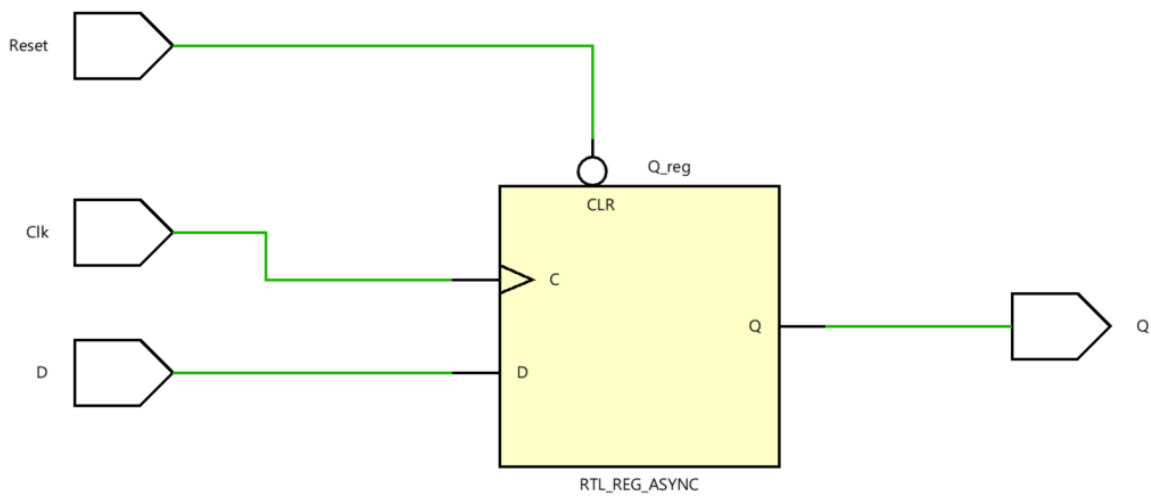 Reset
Q_reg
CLR
Clk
C
Q
Q
D
D
RTL_REG_ASYNC